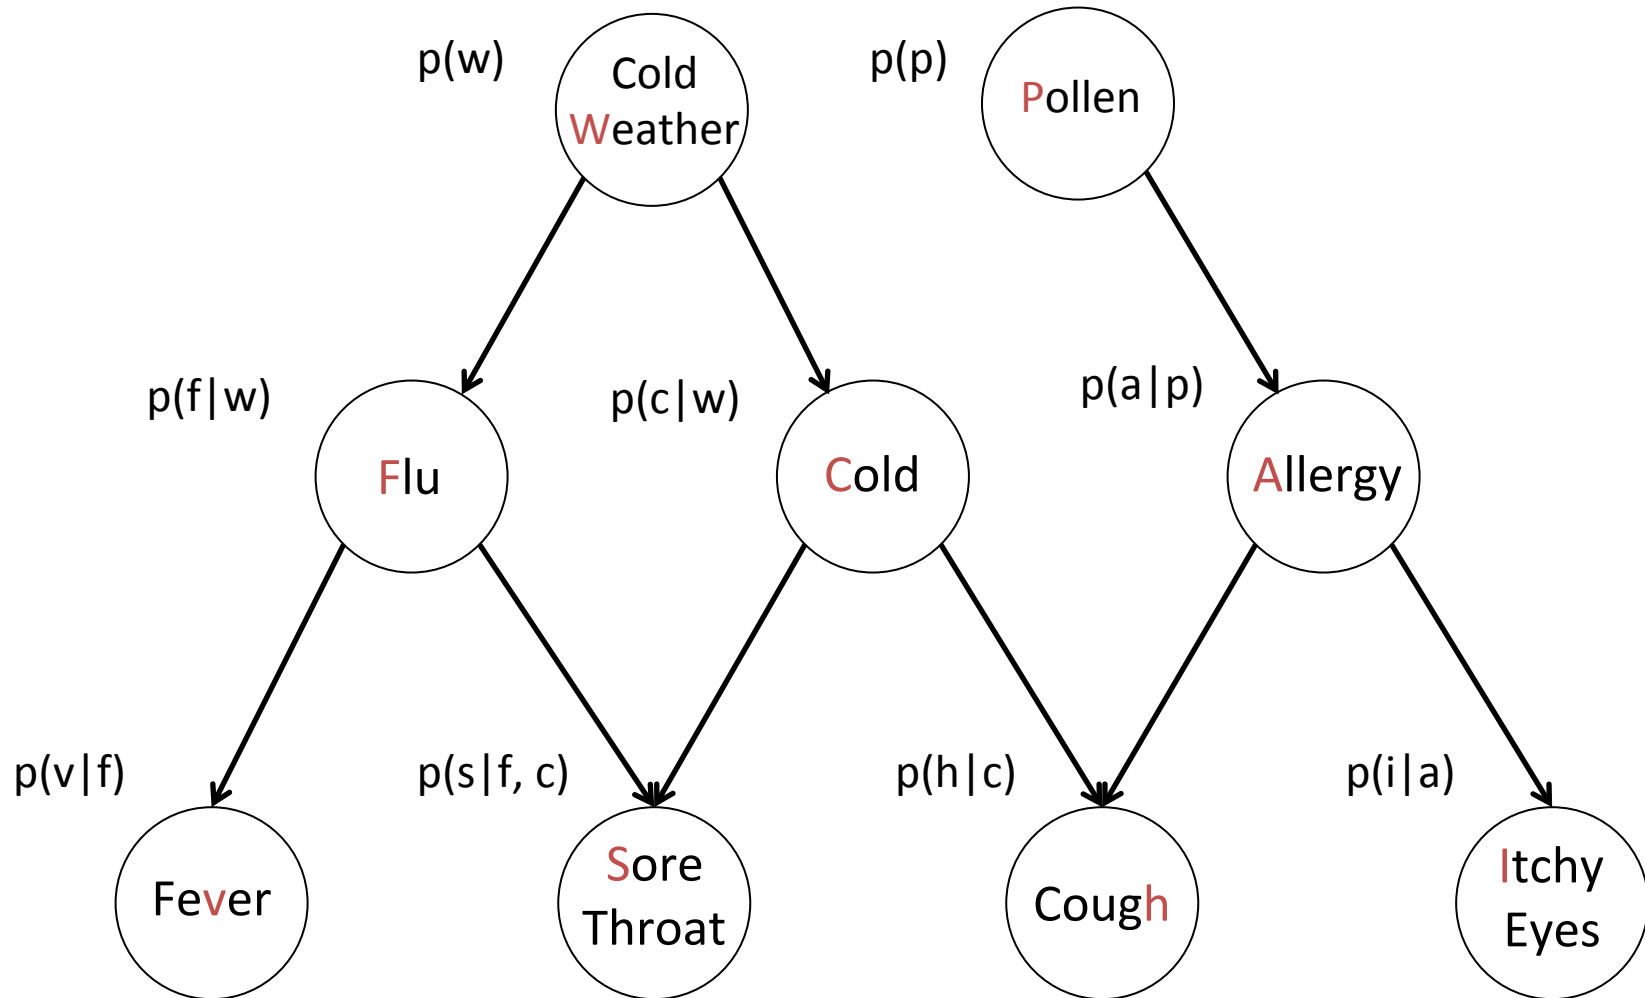 p(w)
Cold
Weather
p(p)
Pollen
p(f|w)
Flu
p(c|w)
Cold
p(a|p)
Allergy
p(v|f)
Fever
p(s|f, c)
Sore
Throat
p(h|c)
Cough
p(i|a)
Itchy
Eyes